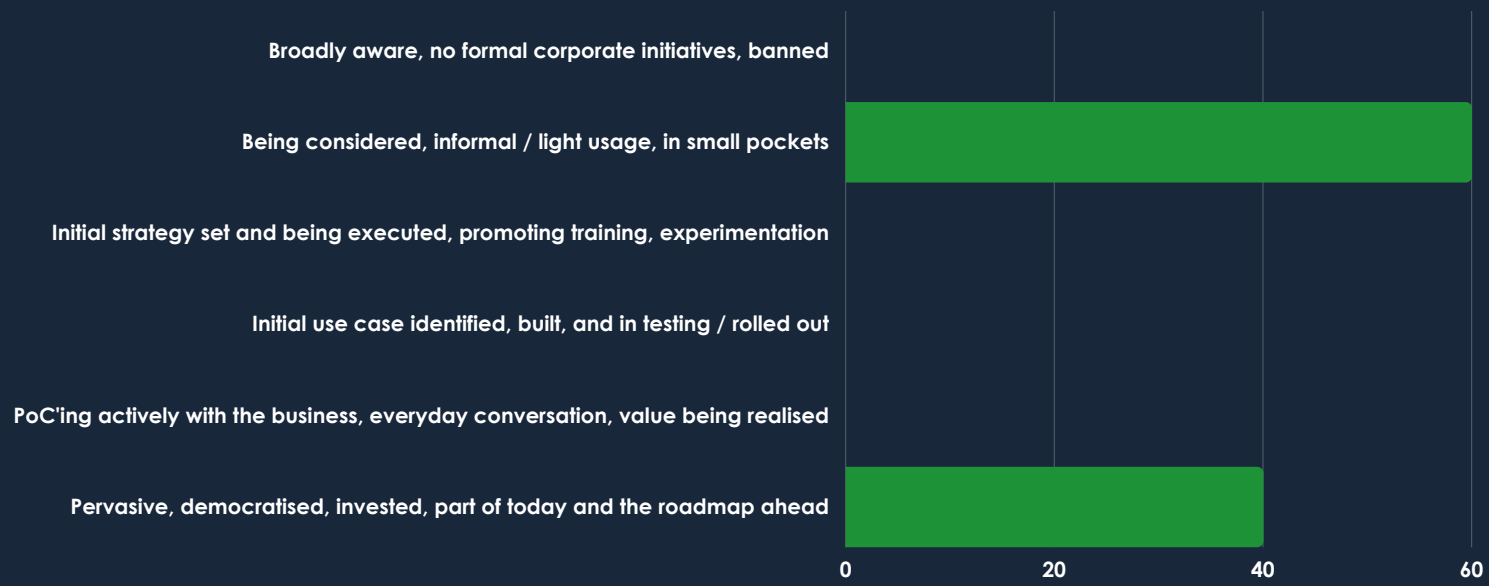 Broadly aware, no formal corporate initiatives, banned
Being considered, informal / light usage, in small pockets
Initial strategy set and being executed, promoting training, experimentation
Initial use case identified, built, and in testing / rolled out
PoC'ing actively with the business, everyday conversation, value being realised
Pervasive, democratised, invested, part of today and the roadmap ahead
0 20 40 60